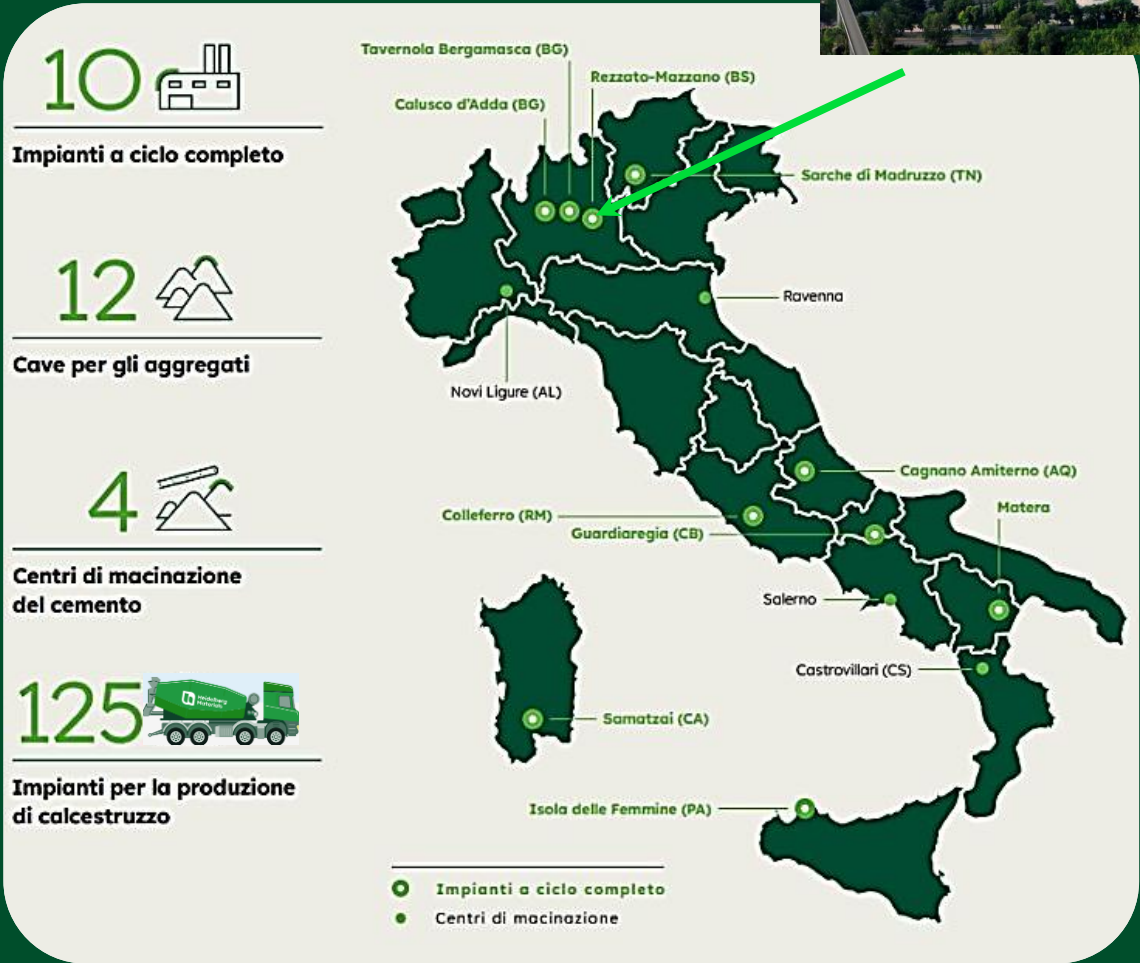 10
Impianti a ciclo completo
12
Cave per gli aggregati
4
Centri di macinazione
del cemento
125
Heidelberg
Materials
Impianti per la produzione
di calcestruzzo
Tavernola Bergamasca (BG)
Rezzato-Mazzano (BS)
Calusco d'Adda (BG)
Sarche di Madruzzo (TN)
Ravenna
Novi Ligure (AL)
Cagnano Amiterno (AQ)
Matera
Colleferro (RM)
Guardiaregia (CB)
Salerno
Castrovillari (CS)
Samatzai (CA)
Isola delle Femmine (PA)
Impianti a ciclo completo
Centri di macinazione